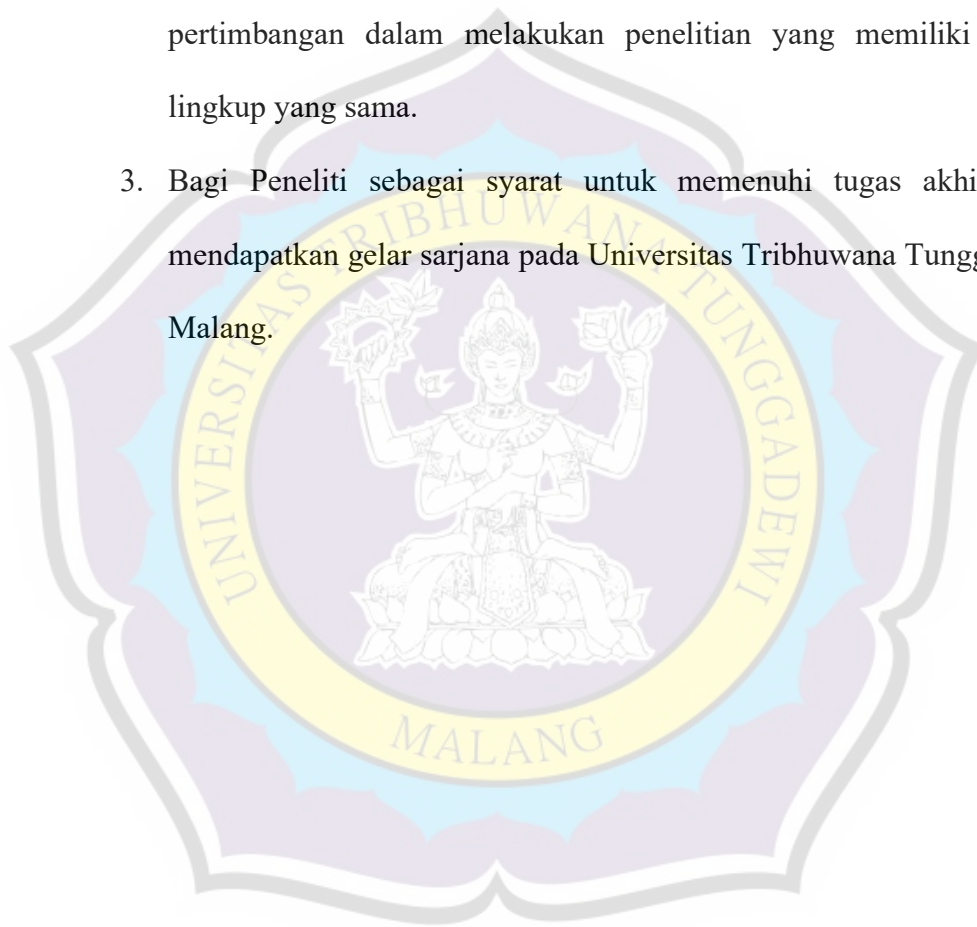 pertimbangan dalam melakukan penelitian yang memiliki
lingkup yang sama.
3. Bagi Peneliti sebagai syarat untuk memenuhi tugas akhi
mendapatkan gelar sarjana pada Universitas Tribhuwana Tungg
Malang.
UNIVERSITAS TRIBHUWANA TUNGGADEWI
MALANG